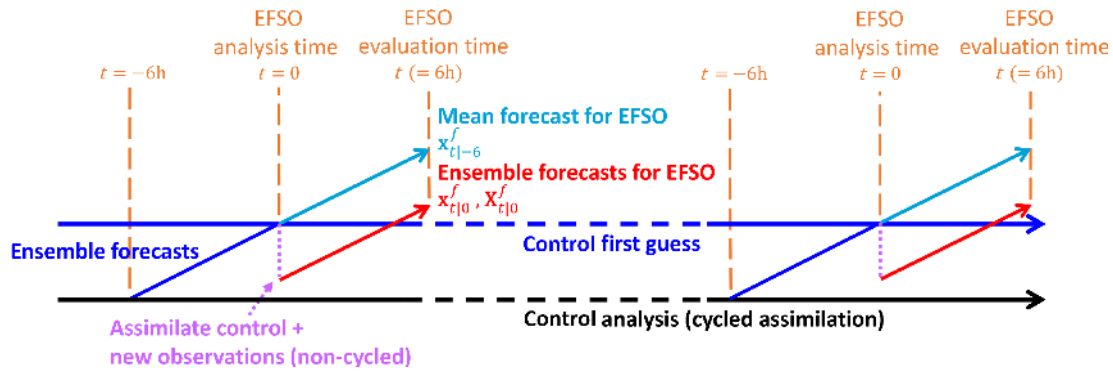 EFSO
analysis time
t = −6h
t = 0
EFSO
evaluation time
t (= 6h)
Mean forecast for EFSO
x^f_{t|−6}
Ensemble forecasts for EFSO
x^f_{t|0} , X^f_{t|0}
Ensemble forecasts
Assimilate control +
new observations (non-cycled)
EFSO
analysis time
t = −6h
t = 0
EFSO
evaluation time
t (= 6h)
Control first guess
Control analysis (cycled assimilation)